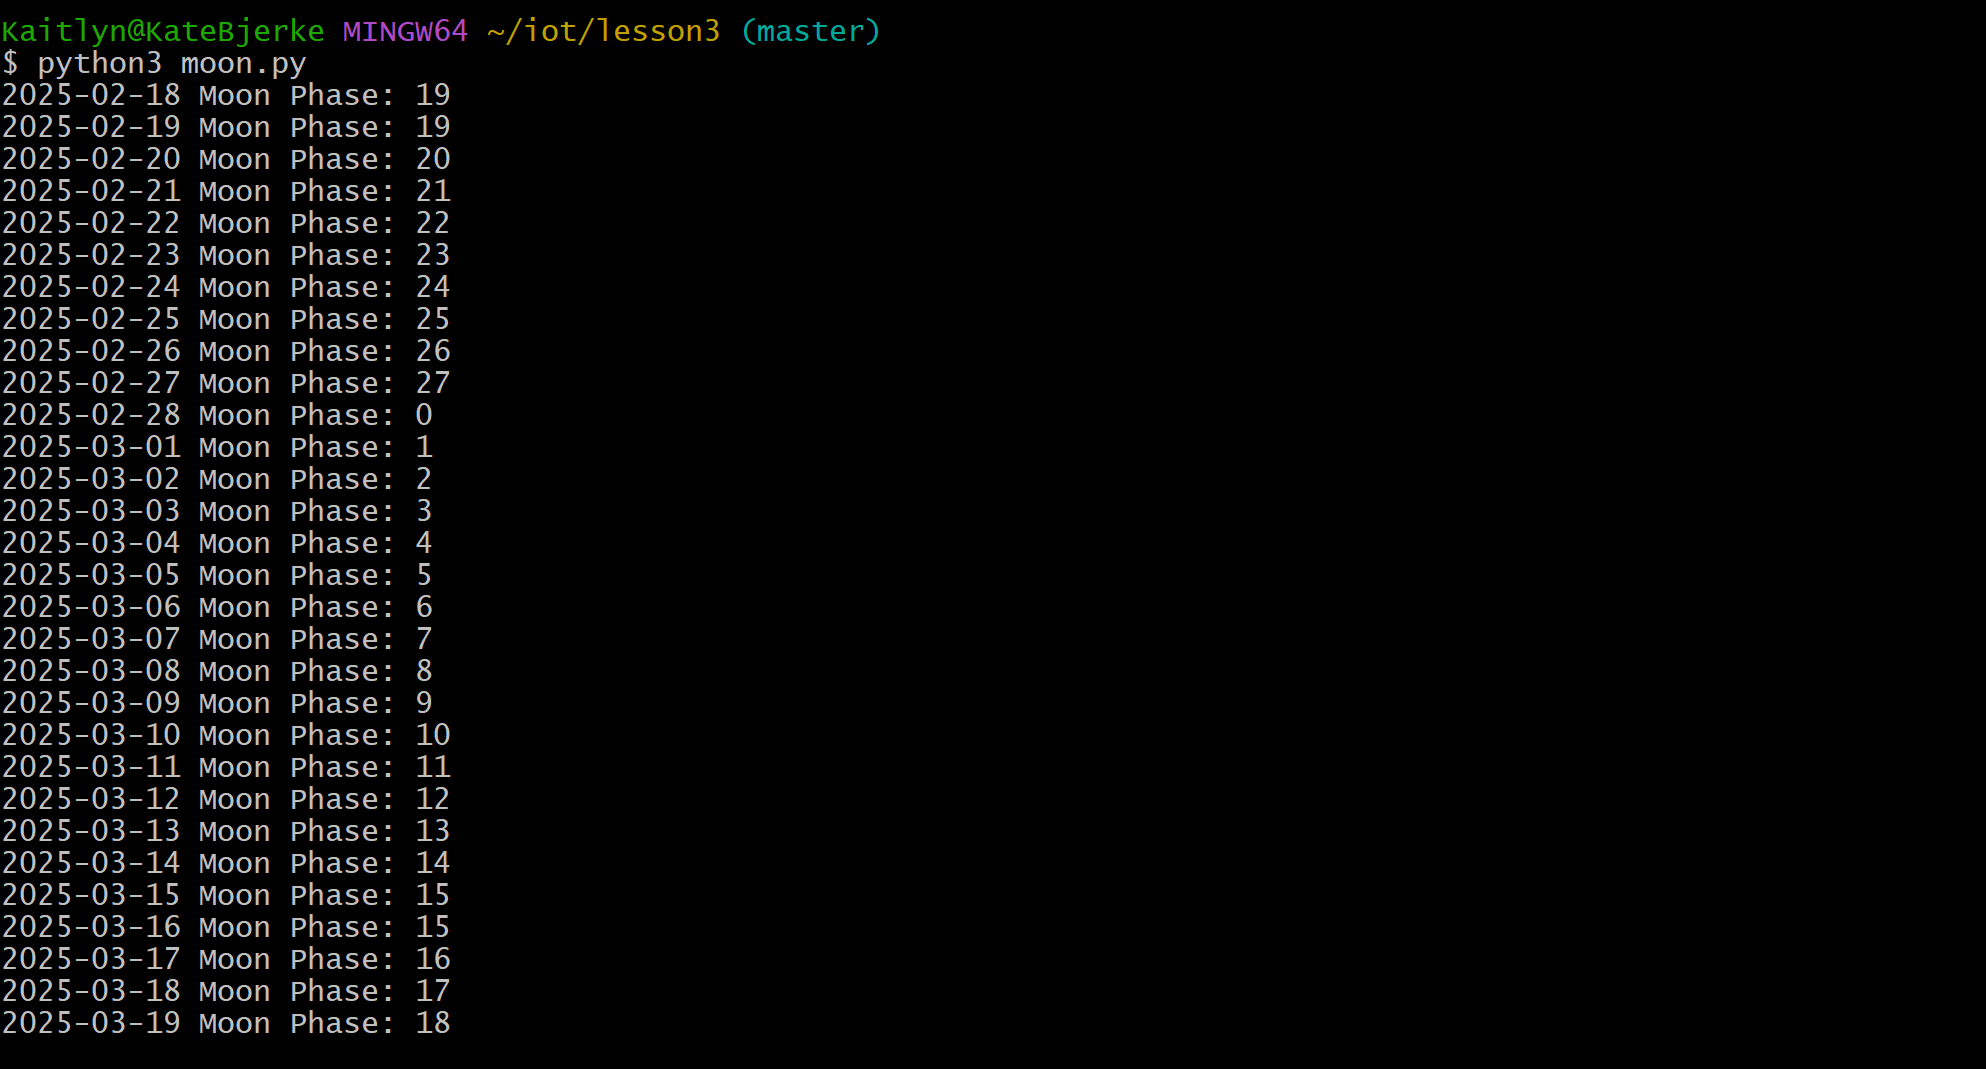 Kaitlyn@KateBjerke MINGW64 ~/iot/lesson3 (master)
$ python3 moon.py
2025-02-18 Moon Phase: 19
2025-02-19 Moon Phase: 19
2025-02-20 Moon Phase: 20
2025-02-21 Moon Phase: 21
2025-02-22 Moon Phase: 22
2025-02-23 Moon Phase: 23
2025-02-24 Moon Phase: 24
2025-02-25 Moon Phase: 25
2025-02-26 Moon Phase: 26
2025-02-27 Moon Phase: 27
2025-02-28 Moon Phase: 0
2025-03-01 Moon Phase: 1
2025-03-02 Moon Phase: 2
2025-03-03 Moon Phase: 3
2025-03-04 Moon Phase: 4
2025-03-05 Moon Phase: 5
2025-03-06 Moon Phase: 6
2025-03-07 Moon Phase: 7
2025-03-08 Moon Phase: 8
2025-03-09 Moon Phase: 9
2025-03-10 Moon Phase: 10
2025-03-11 Moon Phase: 11
2025-03-12 Moon Phase: 12
2025-03-13 Moon Phase: 13
2025-03-14 Moon Phase: 14
2025-03-15 Moon Phase: 15
2025-03-16 Moon Phase: 15
2025-03-17 Moon Phase: 16
2025-03-18 Moon Phase: 17
2025-03-19 Moon Phase: 18